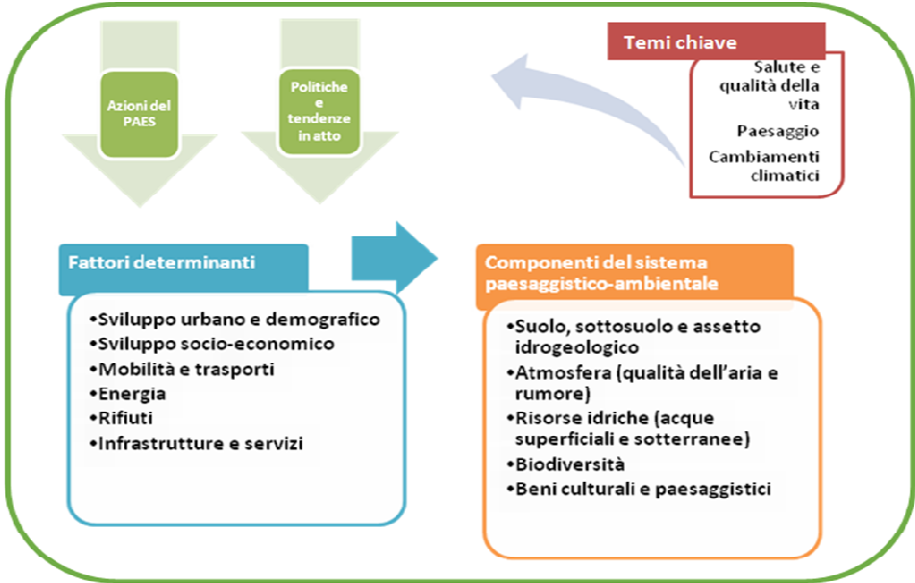 Azioni del
PAES
Politiche
e
tendenze
in atto
Temi chiave
Salute e
qualità della
vita
Paesaggio
Cambiamenti
climatici
Fattori determinanti
•Sviluppo urbano e demografico
•Sviluppo socio-economico
•Mobilità e trasporti
•Energia
•Rifiuti
•Infrastrutture e servizi
Componenti del sistema
paesaggistico-ambientale
•Suolo, sottosuolo e assetto
idrogeologico
•Atmosfera (qualità dell'aria e
rumore)
•Risorse idriche (acque
superficiali e sotterranee)
•Biodiversità
•Beni culturali e paesaggistici